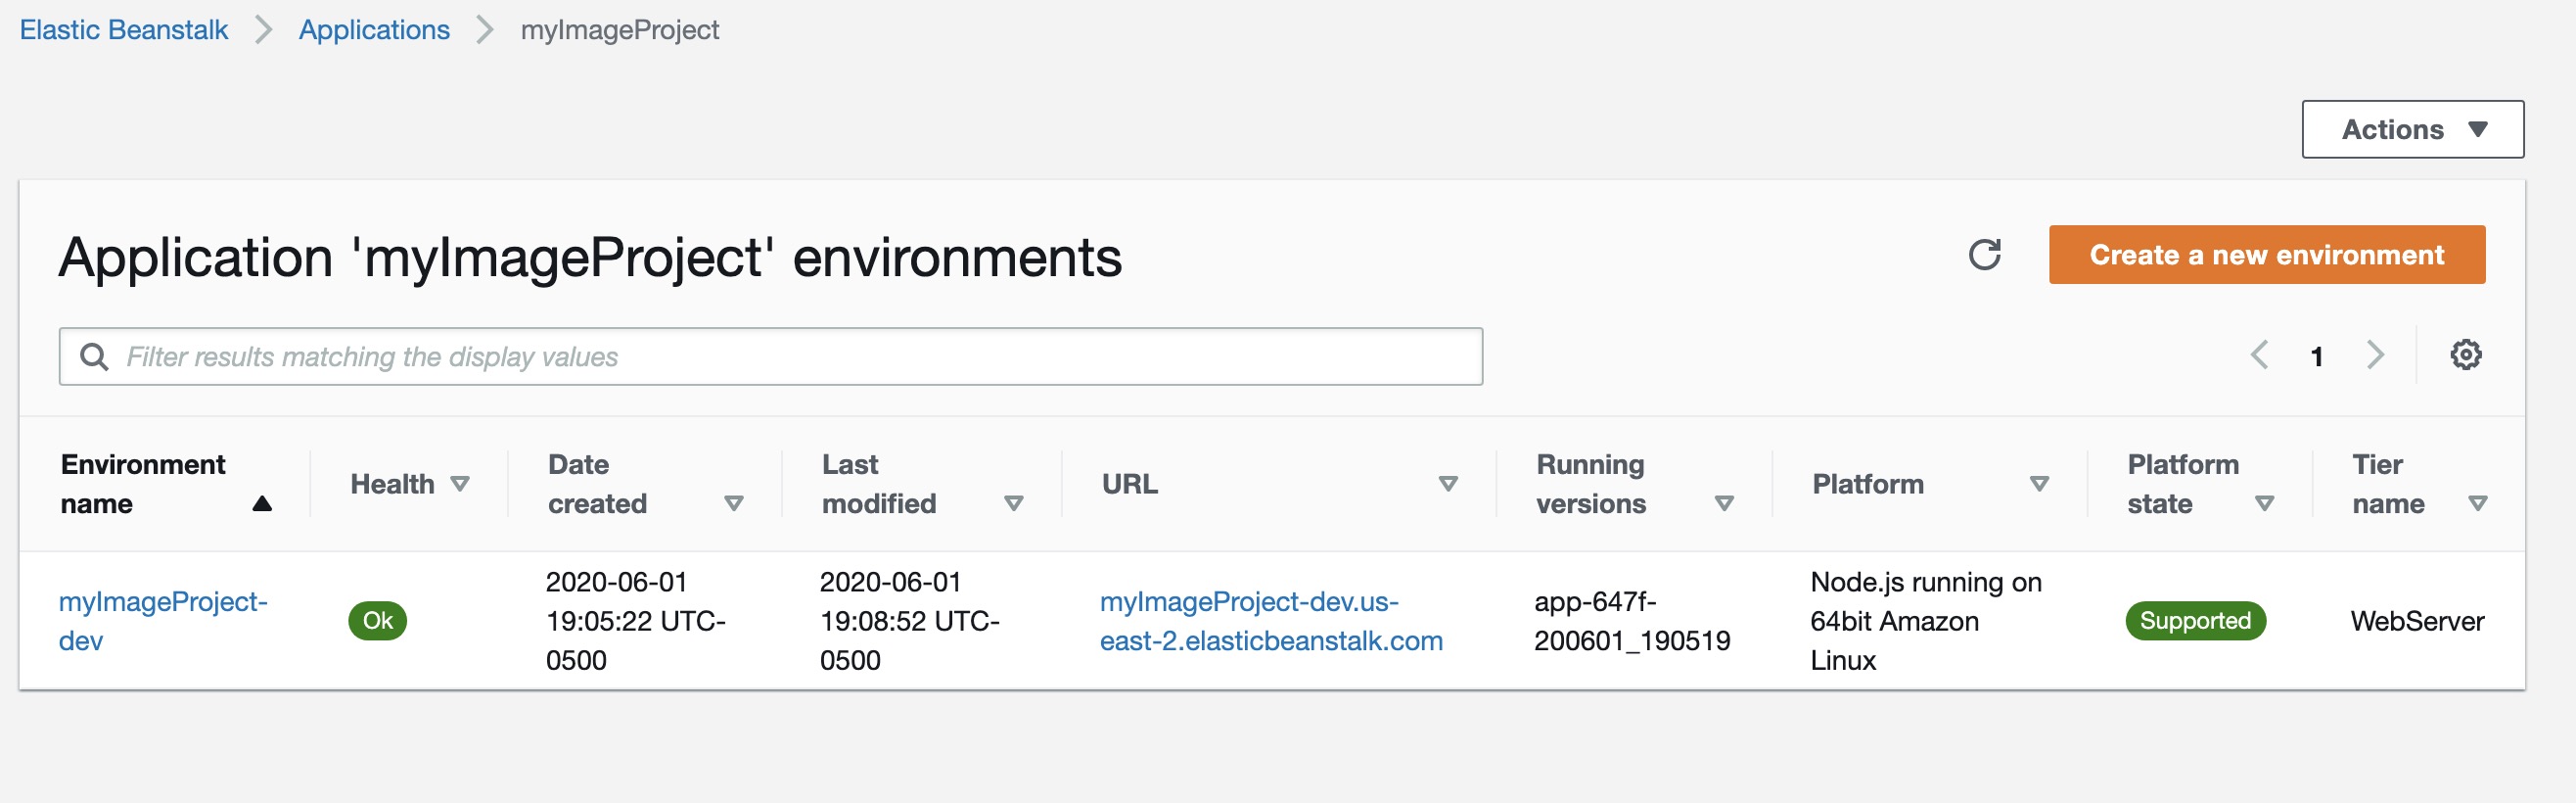 Elastic Beanstalk > Applications > myImageProject
Actions
Application 'myImageProject' environments
Create a new environment
Filter results matching the display values
1
Environment
name
Health
Date
created
Last
modified
URL
Running
versions
Platform
Platform
state
Tier
name
myImageProject-
dev
Ok
2020-06-01
19:05:22 UTC-
0500
2020-06-01
19:08:52 UTC-
0500
myImageProject-dev.us-
east-2.elasticbeanstalk.com
app-647f-
200601_190519
Node.js running on
64bit Amazon
Linux
Supported
WebServer